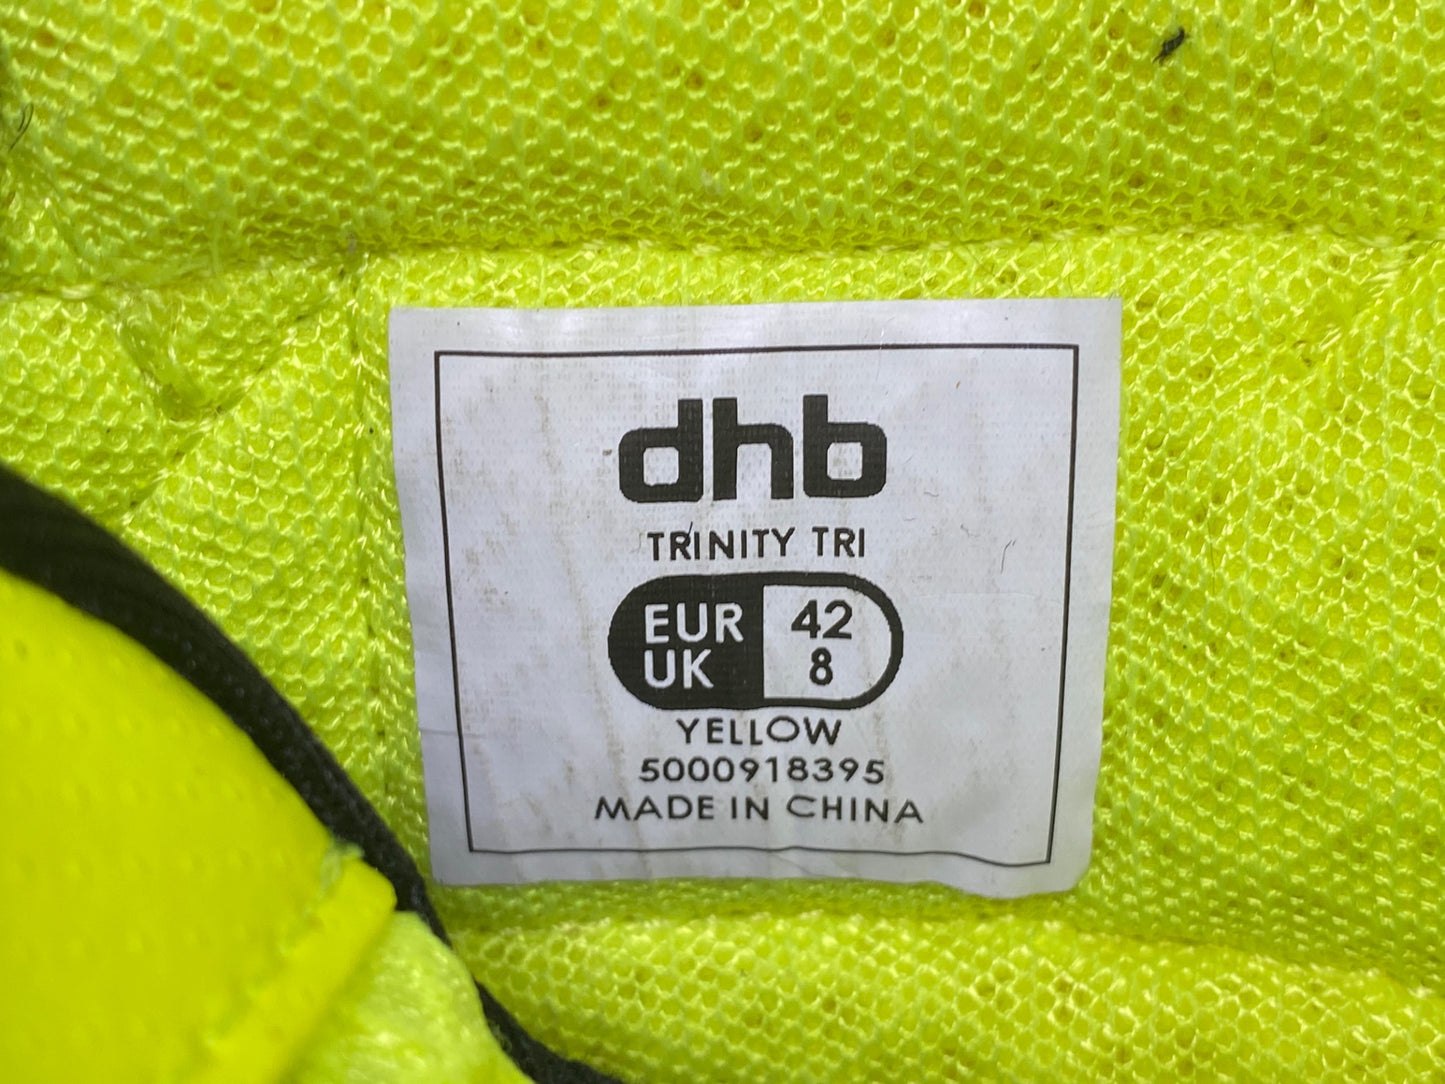 dhb
TRINITY TRI
EUR 42
UK 8
YELLOW
5000918395
MADE IN CHINA